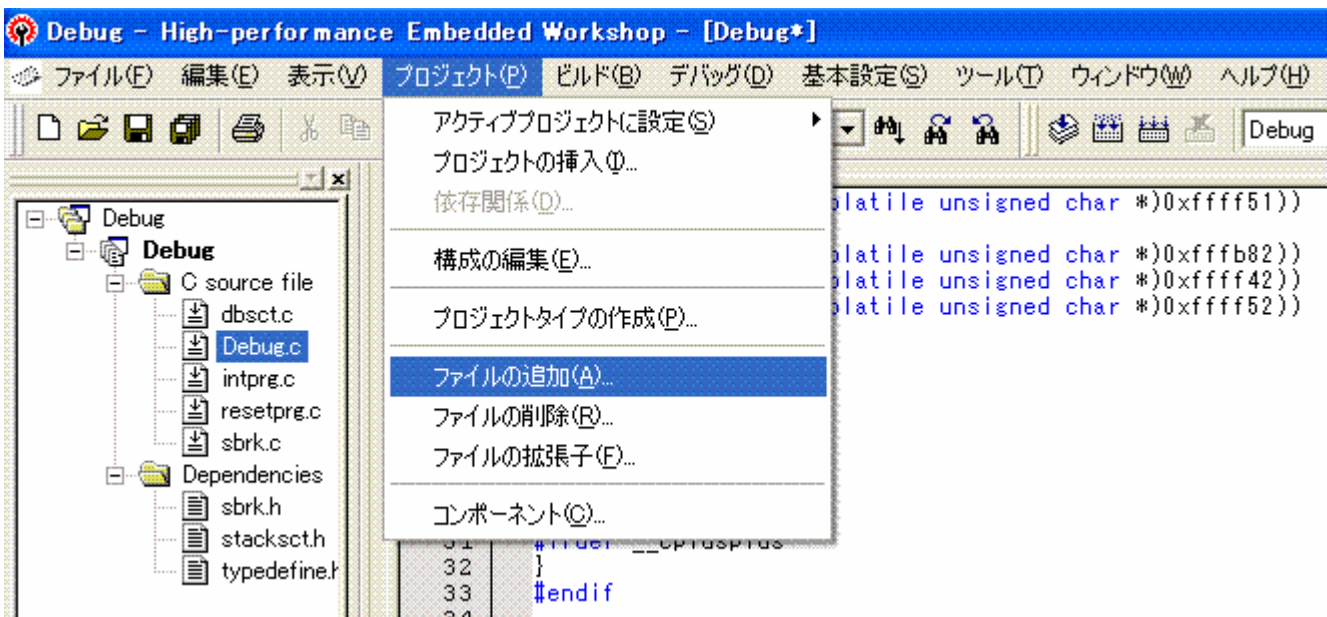 Debug - High-performance Embedded Workshop - [Debug*]
ファイル(F) 編集(E) 表示(V) プロジェクト(P) ビルド(B) デバッグ(D) 基本設定(S) ツール(T) ウィンドウ(W) ヘルプ(H)
Debug
アクティブプロジェクトに設定(S)
プロジェクトの挿入(I)...
依存関係(D)...
構成の編集(E)...
プロジェクトタイプの作成(P)...
ファイルの追加(A)...
ファイルの削除(R)...
ファイルの拡張子(F)...
コンポーネント(C)...
Debug
Debug
C source file
dbsct.c
Debug.c
intprg.c
resetprg.c
sbrk.c
Dependencies
sbrk.h
stacksct.h
typedefine.h
olatile unsigned char *)0xffff51))
olatile unsigned char *)0xfffb82))
olatile unsigned char *)0xffff42))
olatile unsigned char *)0xffff52))
31 #ifdef __cplusplus
32 }
33 #endif
34